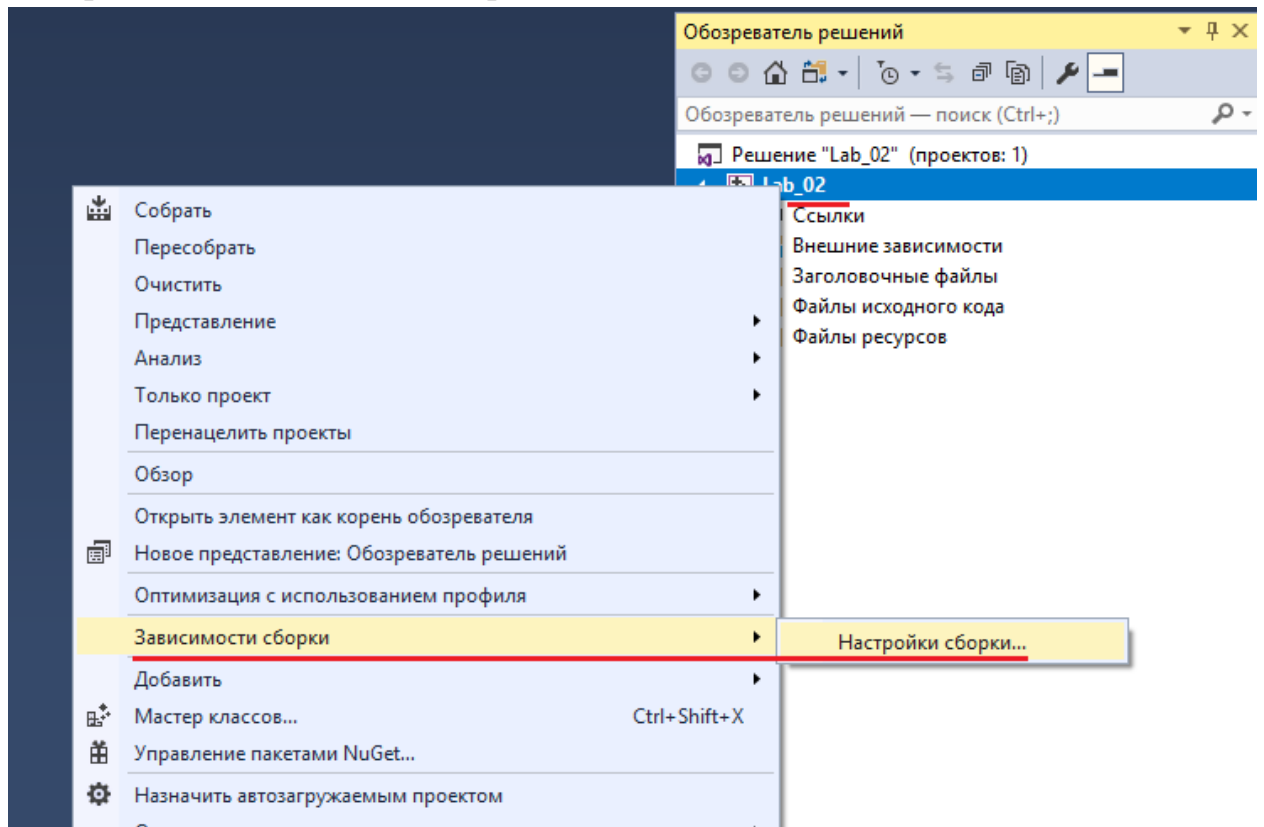 Обозреватель решений
Обозреватель решений — поиск (Ctrl+;)
Решение "Lab_02" (проектов: 1)
Lab_02
Ссылки
Внешние зависимости
Заголовочные файлы
Файлы исходного кода
Файлы ресурсов
Собрать
Пересобрать
Очистить
Представление
Анализ
Только проект
Перенацелить проекты
Обзор
Открыть элемент как корень обозревателя
Новое представление: Обозреватель решений
Оптимизация с использованием профиля
Зависимости сборки
Настройки сборки...
Добавить
Мастер классов... Ctrl+Shift+X
Управление пакетами NuGet...
Назначить автозагружаемым проектом